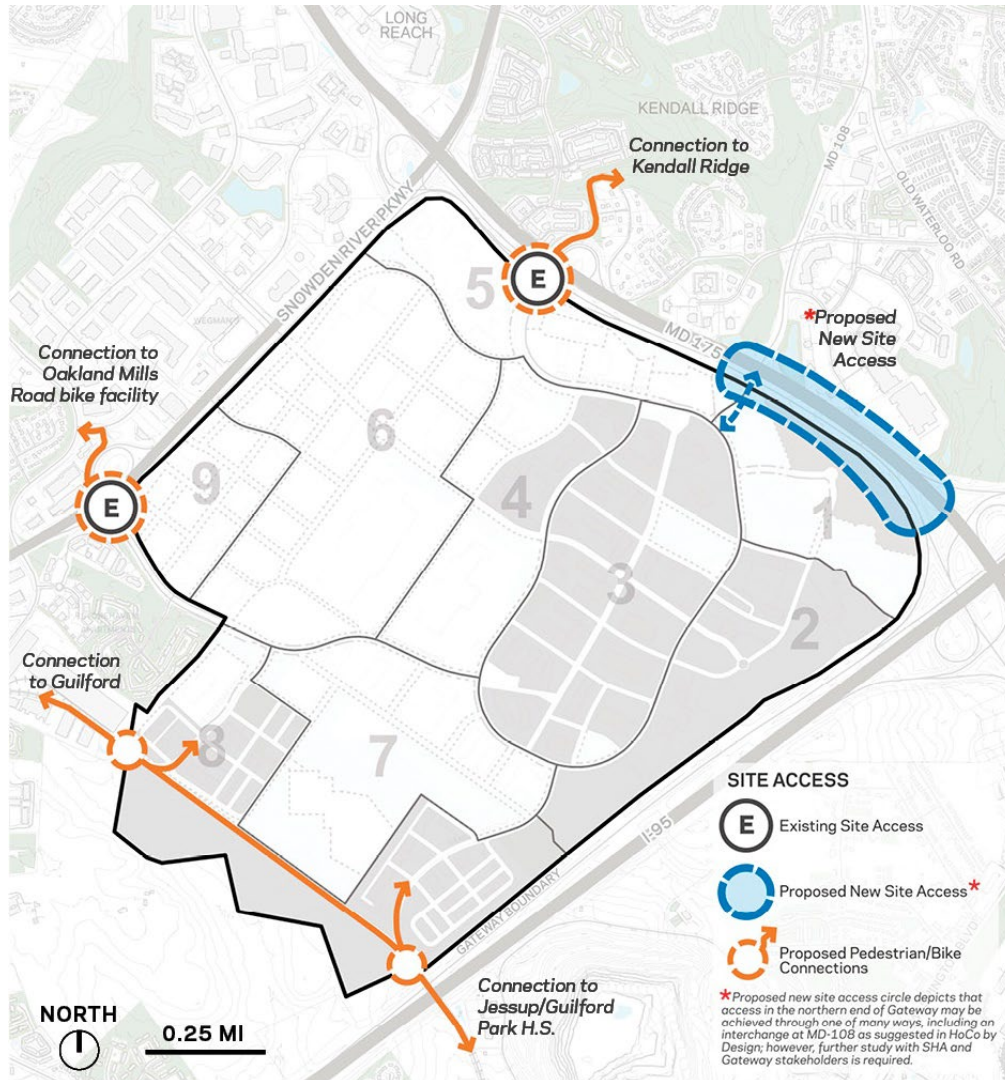 LONG
REACH
KENDALL RIDGE
MD 108
OLD WATERLOO RD
Connection to
Kendall Ridge
SNOWDEN RIVER PKWY
WEGMANS
MD 175
*Proposed
New Site
Access
E
5
Connection to
Oakland Mills
Road bike facility
6
9
4
1
E
3
2
Connection
to Guilford
8
7
I-95
GATEWAY BOUNDARY
Connection to
Jessup/Guilford
Park H.S.
SITE ACCESS
E Existing Site Access
Proposed New Site Access*
Proposed Pedestrian/Bike
Connections
*Proposed new site access circle depicts that
access in the northern end of Gateway may be
achieved through one of many ways, including an
interchange at MD-108 as suggested in HoCo by
Design; however, further study with SHA and
Gateway stakeholders is required.
NORTH
0.25 MI